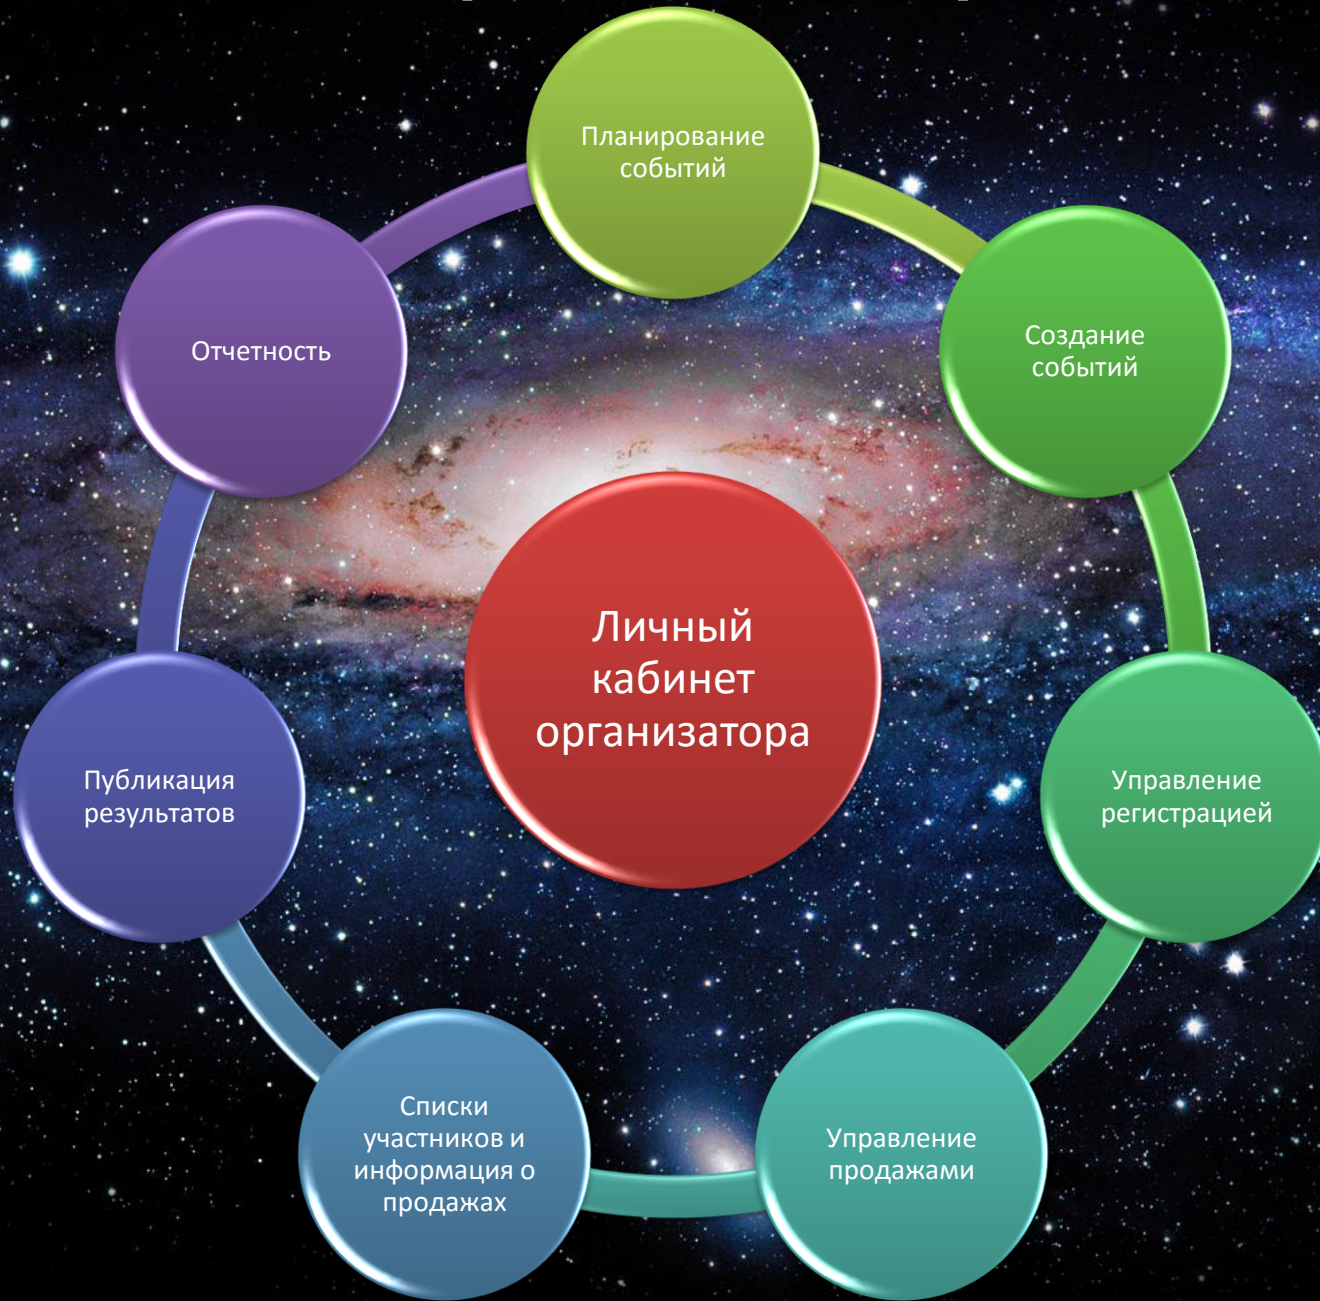 Планирование
событий
Создание
событий
Управление
регистрацией
Управление
продажами
Списки
участников и
информация о
продажах
Публикация
результатов
Отчетность
Личный
кабинет
организатора